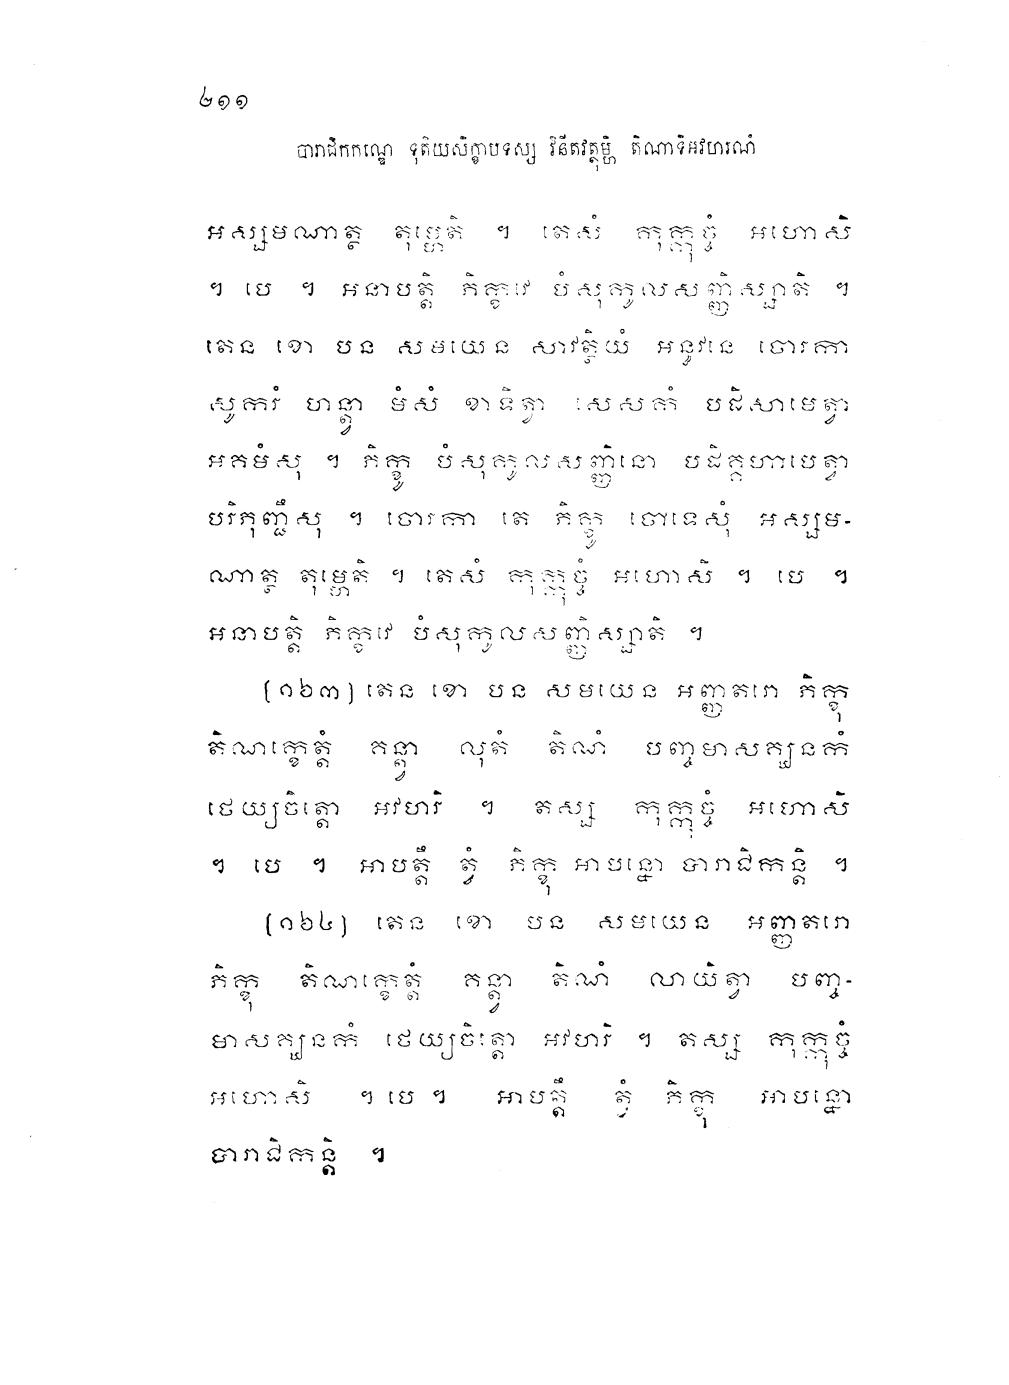 ២១១
បារាជិកកណ្ឌេ ទុតិយសិក្ខាបទស្ស វិនីតវត្ថុម្ហិ តិណាទិអវហរណំ
អស្សមណាត្ថ តុម្ហេតិ ។ តេសំ កុក្កុច្ចំ អហោសិ
។ បេ ។ អនាបត្តិ ភិក្ខវេ បំសុកូលសញ្ញិស្សាតិ ។
តេន ខោ បន សមយេន សាវត្ថិយំ អនុវនេ ចោរកា
សូករំ ហន្ត្វា មំសំ ខាទិត្វា សេសកំ បដិសាមេត្វា
អគមំសុ ។ ភិក្ខូ បំសុកូលសញ្ញិនោ បដិគ្គហាបេត្វា
បរិភុញ្ជឹសុ ។ ចោរកា តេ ភិក្ខូ ចោទេសុំ អស្សម-
ណាត្ថ តុម្ហេតិ ។ តេសំ កុក្កុច្ចំ អហោសិ ។ បេ ។
អនាបត្តិ ភិក្ខវេ បំសុកូលសញ្ញិស្សាតិ ។
(១៦៣) តេន ខោ បន សមយេន អញ្ញតរោ ភិក្ខុ
តិណក្ខេត្តំ គន្ត្វា លុតំ តិណំ បញ្ចមាសគ្ឃនកំ
ថេយ្យចិត្តោ អវហរិ ។ តស្ស កុក្កុច្ចំ អហោសិ
។ បេ ។ អាបត្តឹ ត្វំ ភិក្ខុ អាបន្នោ បារាជិកន្តិ ។
(១៦៤) តេន ខោ បន សមយេន អញ្ញតរោ
ភិក្ខុ តិណក្ខេត្តំ គន្ត្វា តិណំ លាយិត្វា បញ្ច-
មាសគ្ឃនកំ ថេយ្យចិត្តោ អវហរិ ។ តស្ស កុក្កុច្ចំ
អហោសិ ។ បេ ។ អាបត្តឹ ត្វំ ភិក្ខុ អាបន្នោ
បារាជិកន្តិ ។